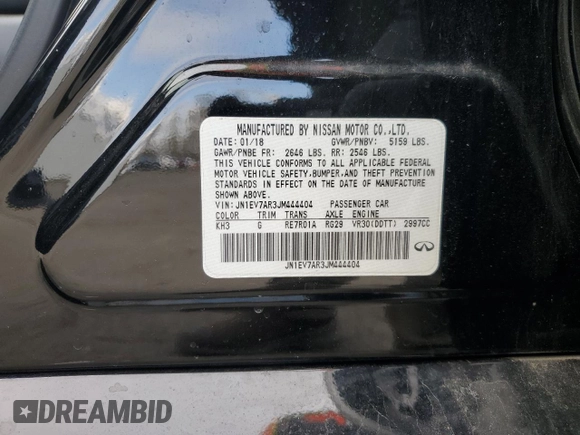 MANUFACTURED BY NISSAN MOTOR CO.,LTD.
DATE: 01/18 GVWR/PNBV: 5159 LBS.
GAWR/PNBE FR: 2646 LBS. RR: 2546 LBS.
THIS VEHICLE CONFORMS TO ALL APPLICABLE FEDERAL
MOTOR VEHICLE SAFETY,BUMPER,AND THEFT PREVENTION
STANDARDS IN EFFECT ON THE DATE OF MANUFACTURE
SHOWN ABOVE.
VIN: JN1EV7AR3JM444404 PASSENGER CAR
COLOR TRIM TRANS AXLE ENGINE
KH3 G RE7R01A RG29 VR30(DDTT) 2997CC
JN1EV7AR3JM444404
DREAMBID